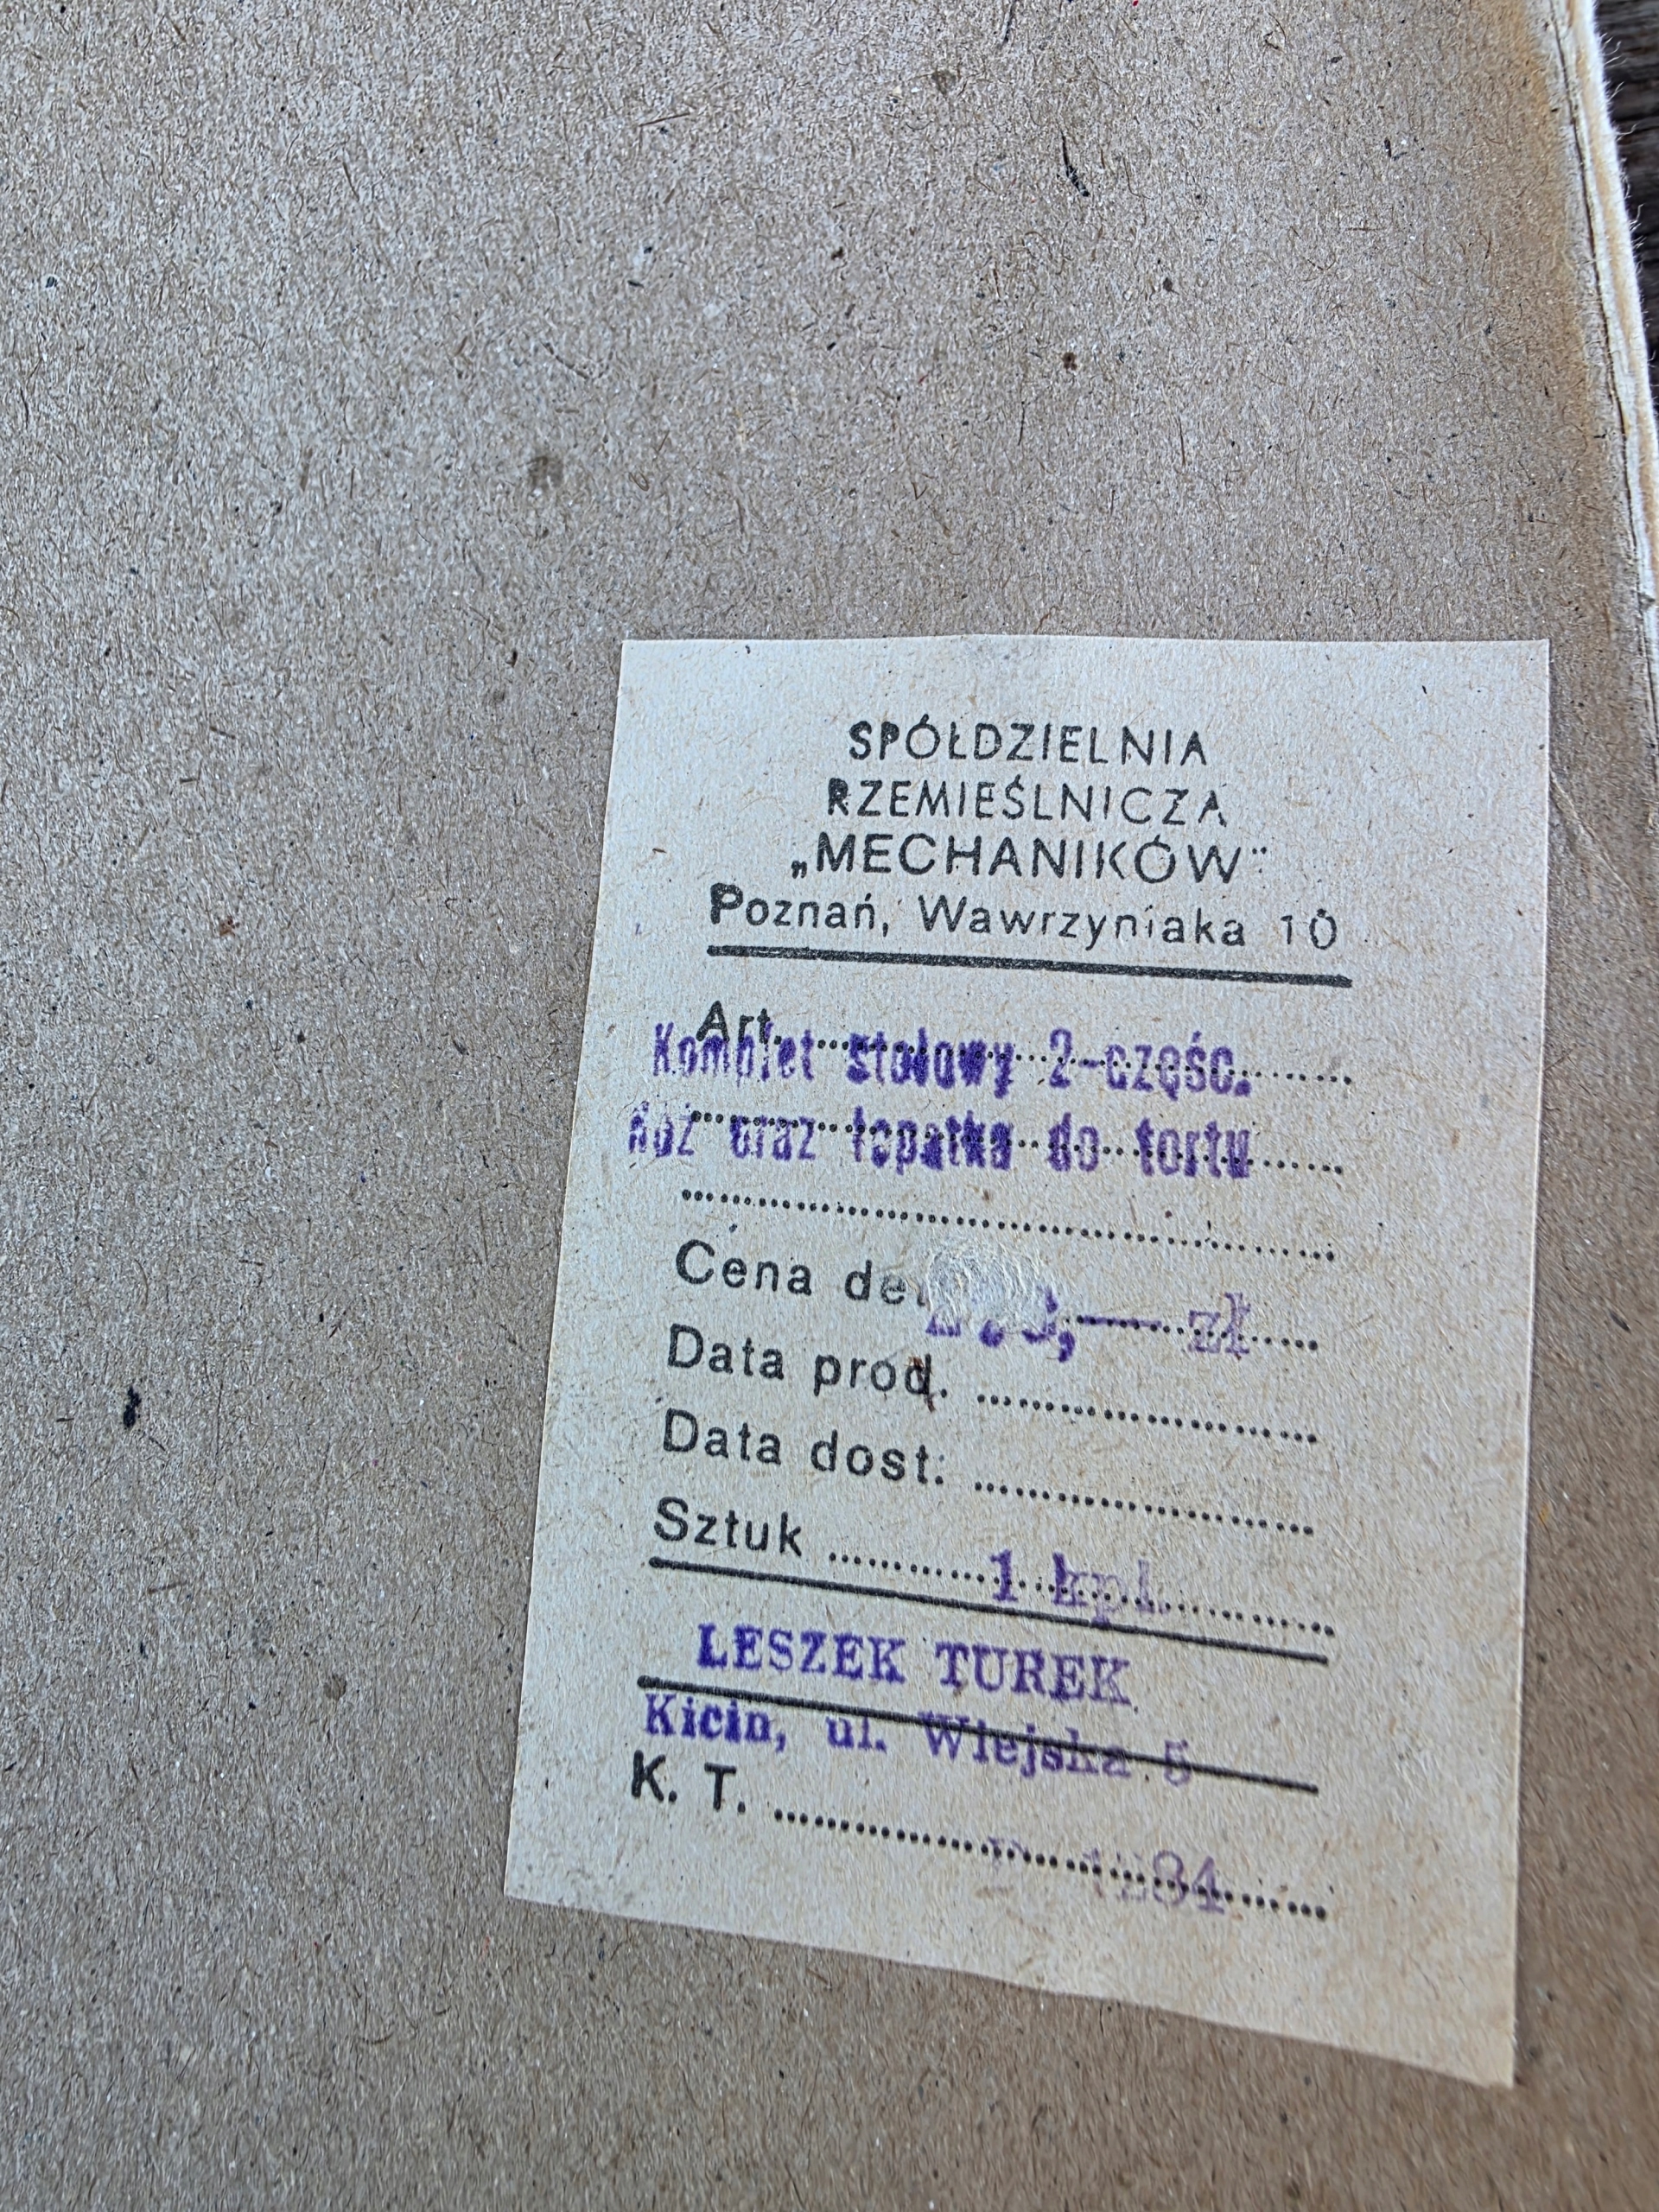 SPÓŁDZIELNIA
RZEMIEŚLNICZA
„MECHANIKÓW"
Poznań, Wawrzyniaka 10
Art.
Komplet stołowy 2-częśc.
Nóż oraz łopatka do tortu
Cena zł
Data prod.
Data dost.
Sztuk 1 kpl.
LESZEK TUREK
Kicin, ul. Wiejska 5
K. T.